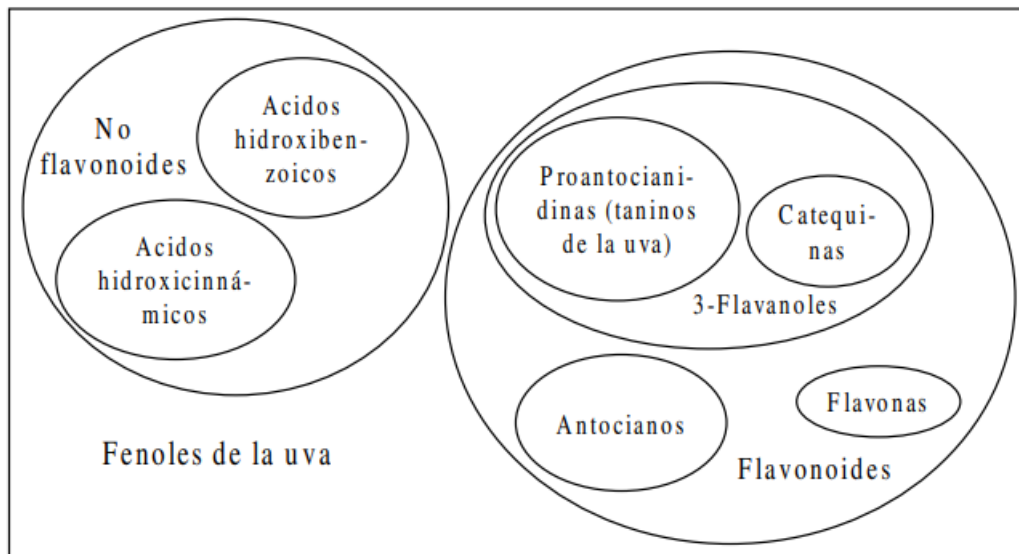 No
flavonoides
Acidos
hidroxiben-
zoicos
Acidos
hidroxicinná-
micos
Fenoles de la uva
Proantociani-
dinas (taninos
de la uva)
Catequi-
nas
3-Flavanoles
Antocianos
Flavonas
Flavonoides